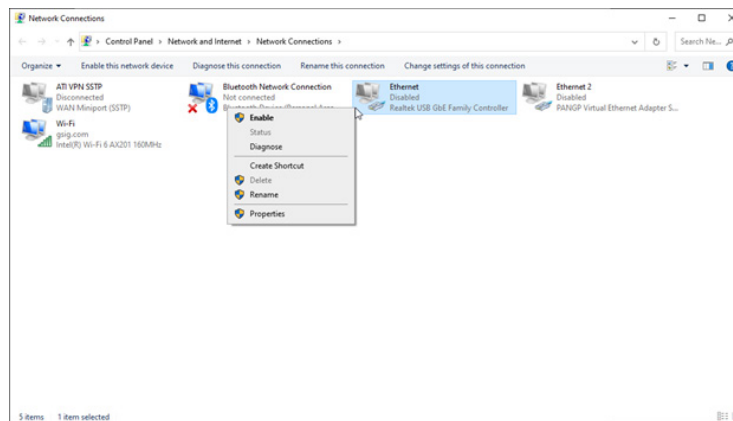 Network Connections
Control Panel > Network and Internet > Network Connections >
Search Ne...
Organize
Enable this network device
Diagnose this connection
Rename this connection
Change settings of this connection
ATI VPN SSTP
Disconnected
WAN Miniport (SSTP)
Bluetooth Network Connection
Not connected
Bluetooth Device (Personal Area
Ethernet
Disabled
Realtek USB GbE Family Controller
Ethernet 2
Disabled
PANGP Virtual Ethernet Adapter S...
Wi-Fi
gsig.com
Intel(R) Wi-Fi 6 AX201 160MHz
Enable
Status
Diagnose
Create Shortcut
Delete
Rename
Properties
5 items
1 item selected